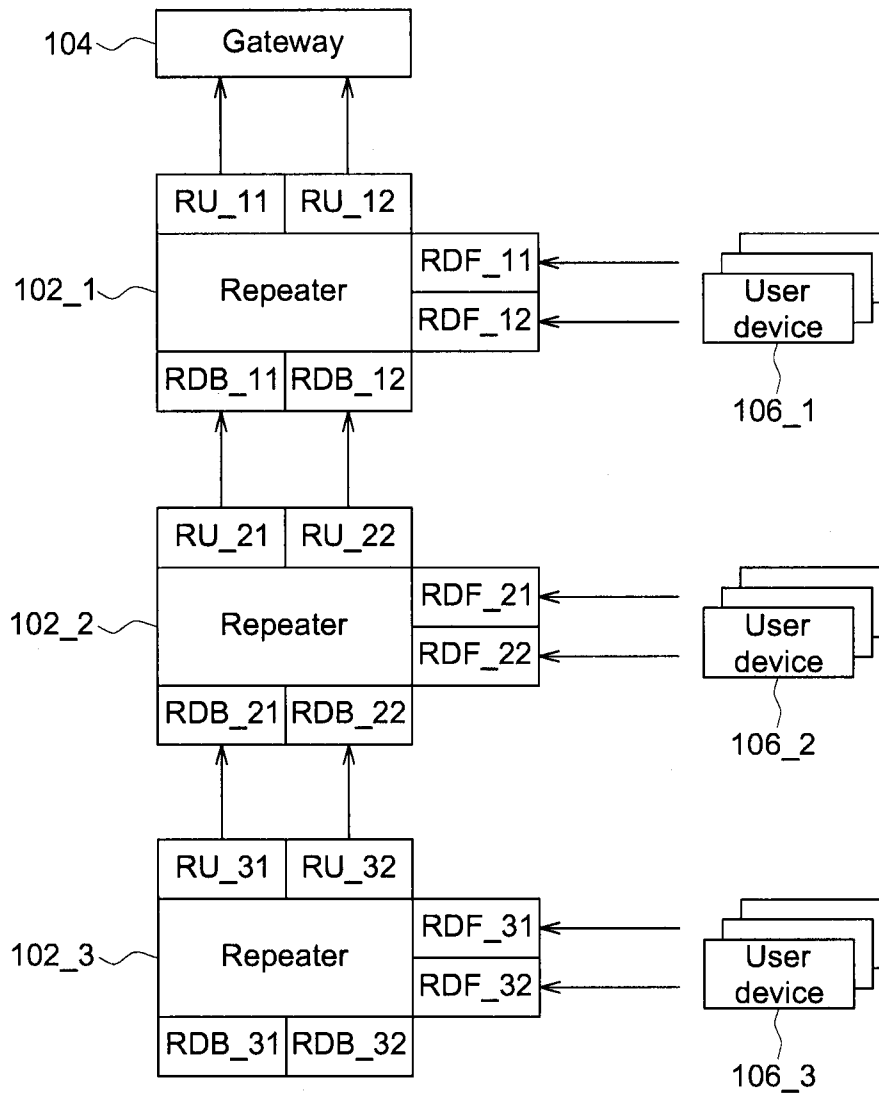 104
Gateway
RU_11
RU_12
RDF_11
102_1
Repeater
User
device
RDF_12
RDB_11
RDB_12
106_1
RU_21
RU_22
RDF_21
102_2
Repeater
User
device
RDF_22
RDB_21
RDB_22
106_2
RU_31
RU_32
RDF_31
102_3
Repeater
User
device
RDF_32
RDB_31
RDB_32
106_3